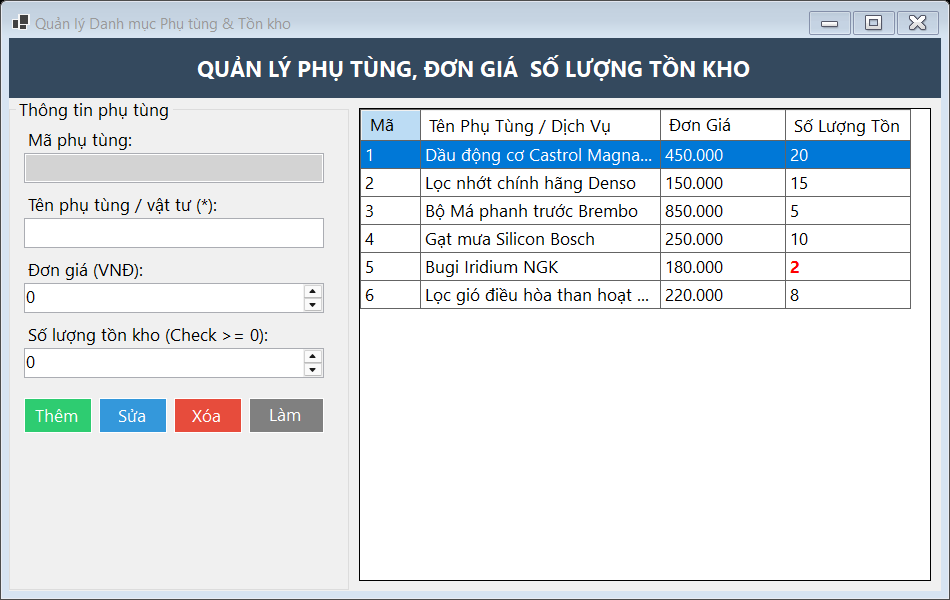 Quản lý Danh mục Phụ tùng & Tồn kho
QUẢN LÝ PHỤ TÙNG, ĐƠN GIÁ  SỐ LƯỢNG TỒN KHO
Thông tin phụ tùng
Mã phụ tùng:
Tên phụ tùng / vật tư (*):
Đơn giá (VNĐ):
0
Số lượng tồn kho (Check >= 0):
0
Thêm Sửa Xóa Làm
Mã Tên Phụ Tùng / Dịch Vụ Đơn Giá Số Lượng Tồn
1 Dầu động cơ Castrol Magna... 450.000 20
2 Lọc nhớt chính hãng Denso 150.000 15
3 Bộ Má phanh trước Brembo 850.000 5
4 Gạt mưa Silicon Bosch 250.000 10
5 Bugi Iridium NGK 180.000 2
6 Lọc gió điều hòa than hoạt ... 220.000 8